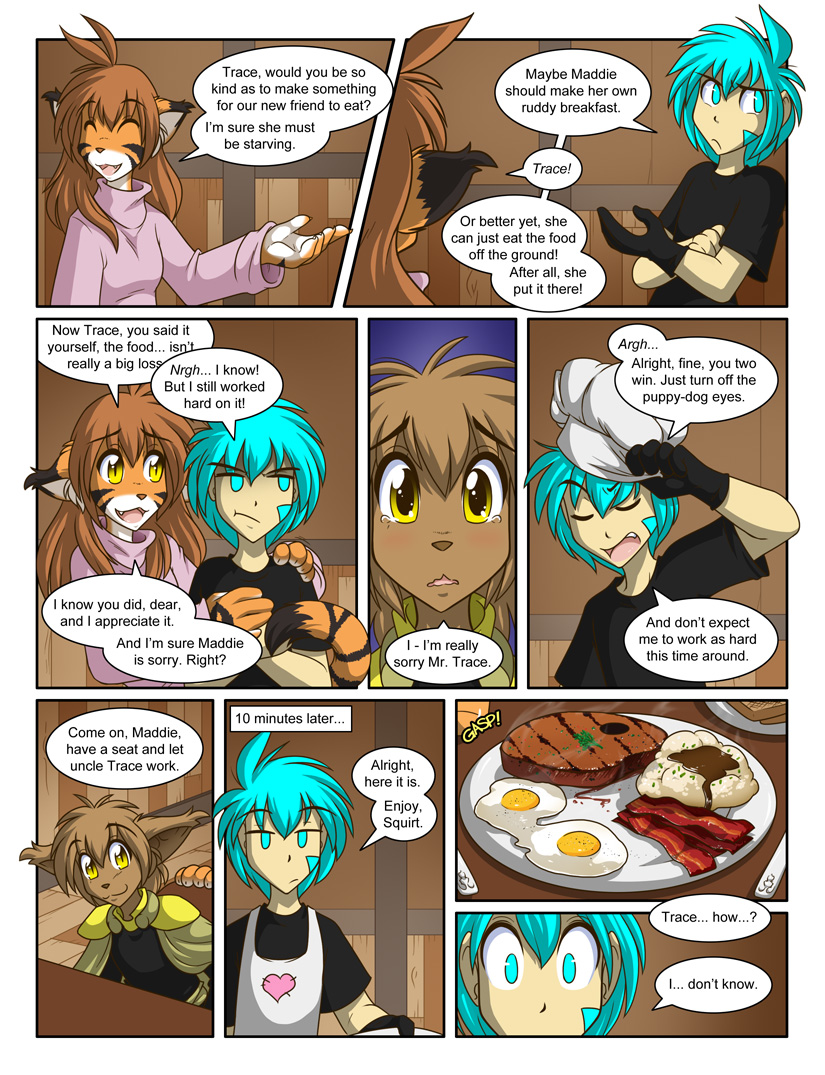 Trace, would you be so
kind as to make something
for our new friend to eat?
I'm sure she must
be starving.
Maybe Maddie
should make her own
ruddy breakfast.
Trace!
Or better yet, she
can just eat the food
off the ground!
After all, she
put it there!
Now Trace, you said it
yourself, the food... isn't
really a big loss.
Nrgh... I know!
But I still worked
hard on it!
I know you did, dear,
and I appreciate it.
And I'm sure Maddie
is sorry. Right?
I - I'm really
sorry Mr. Trace.
Argh...
Alright, fine, you two
win. Just turn off the
puppy-dog eyes.
And don't expect
me to work as hard
this time around.
Come on, Maddie,
have a seat and let
uncle Trace work.
10 minutes later...
Alright,
here it is.
Enjoy,
Squirt.
GASP!
Trace... how...?
I... don't know.